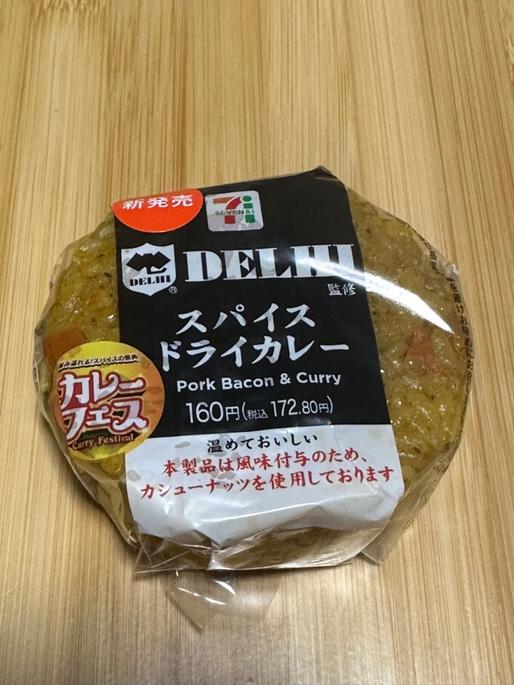 新発売
SEVEN&i
DELHI
®
DELHI
監修
スパイス
ドライカレー
Pork Bacon & Curry
160円(税込 172.80円)
カレー
フェス
Curry Festival
温めておいしい
本製品は風味付与のため、
カシューナッツを使用しております